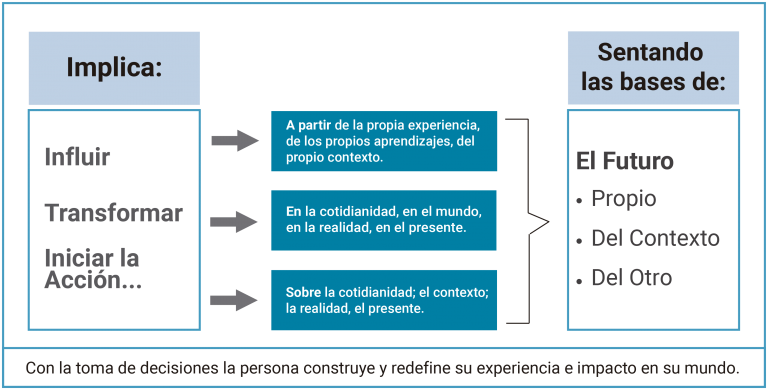 Implica:
Influir
Transformar
Iniciar la
Acción...
A partir de la propia experiencia,
de los propios aprendizajes, del
propio contexto.
En la cotidianidad, en el mundo,
en la realidad, en el presente.
Sobre la cotidianidad; el contexto;
la realidad, el presente.
Sentando
las bases de:
El Futuro
• Propio
• Del Contexto
• Del Otro
Con la toma de decisiones la persona construye y redefine su experiencia e impacto en su mundo.